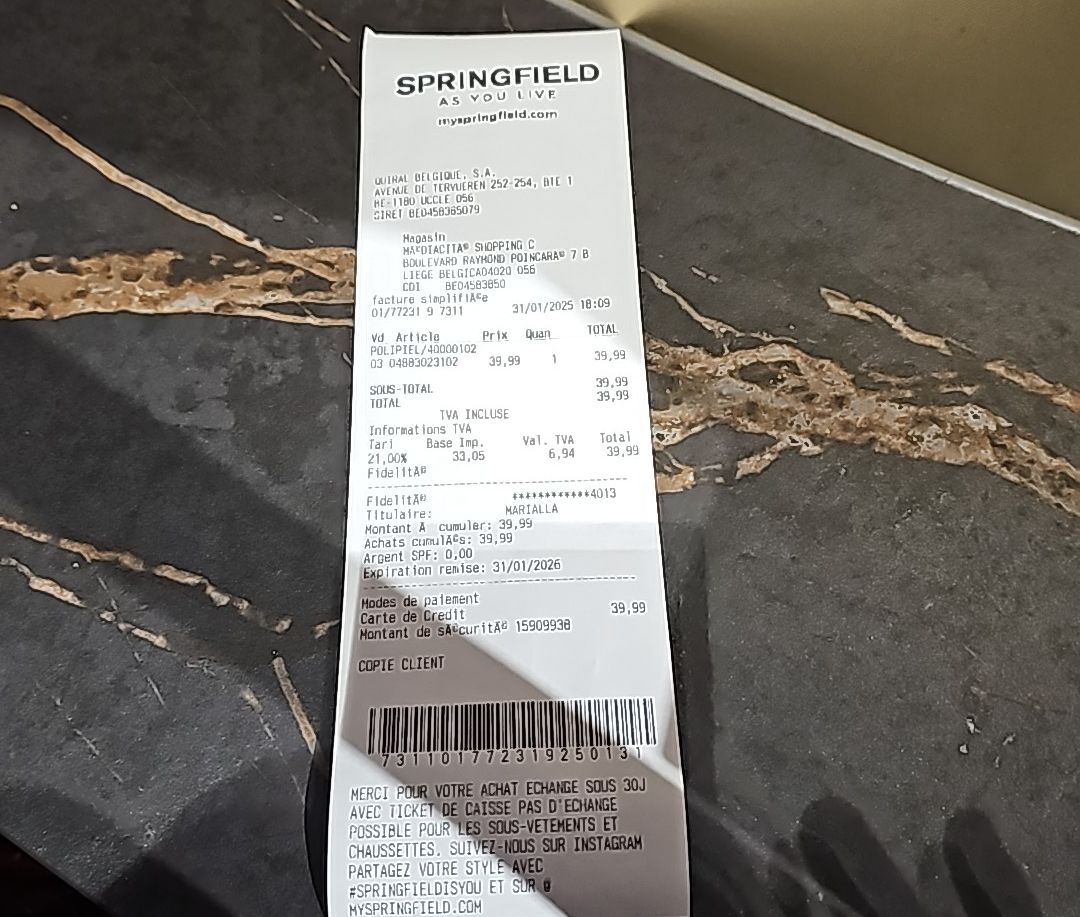 SPRINGFIELD
AS YOU LIVE
myspringfield.com
QUIRAL BELGIQUE, S.A.
AVENUE DE TERVUEREN 252-254, BTE 1
BE-1180 UCCLE 056
SIRET BE0458365079
Magasin
MA©DIACITA® SHOPPING C
BOULEVARD RAYMOND POINCARA® 7 B
LIEGE BELGICA04020 056
CDI BE04583850
facture simplifiÃ©e
01/77231 9 7311 31/01/2025 18:09
Vd Article Prix Quan TOTAL
POLIPIEL/40000102
03 04883023102 39,99 1 39,99
SOUS-TOTAL 39,99
TOTAL 39,99
TVA INCLUSE
Informations TVA
Tari Base Imp. Val. TVA Total
21,00% 33,05 6,94 39,99
FidelitÃ©
FidelitÃ© ************4013
Titulaire: MARIALLA
Montant Ã cumuler: 39,99
Achats cumulÃ©s: 39,99
Argent SPF: 0,00
Expiration remise: 31/01/2026
Modes de paiement
Carte de Credit 39,99
Montant de sÃ©curitÃ© 15909938
COPIE CLIENT
731101772319250131
MERCI POUR VOTRE ACHAT ECHANGE SOUS 30J
AVEC TICKET DE CAISSE PAS D'ECHANGE
POSSIBLE POUR LES SOUS-VETEMENTS ET
CHAUSSETTES. SUIVEZ-NOUS SUR INSTAGRAM
PARTAGEZ VOTRE STYLE AVEC
#SPRINGFIELDISYOU ET SUR @
MYSPRINGFIELD.COM